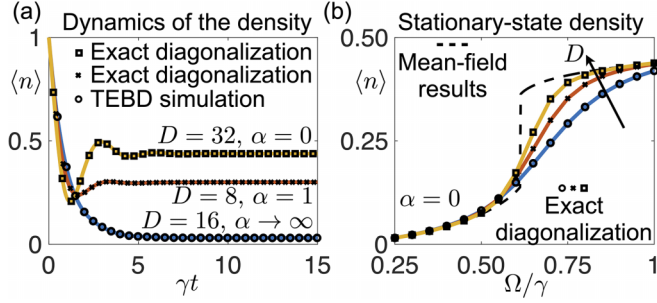 (a) Dynamics of the density
1
Exact diagonalization
Exact diagonalization
TEBD simulation
⟨n⟩
0.5
D = 32, α = 0
D = 8, α = 1
D = 16, α → ∞
0
0 5 10 15
γt
(b) Stationary-state density
0.50
⟨n⟩
Mean-field
results
D
0.25
α = 0
Exact
diagonalization
0
0.25 0.50 0.75 1
Ω/γ